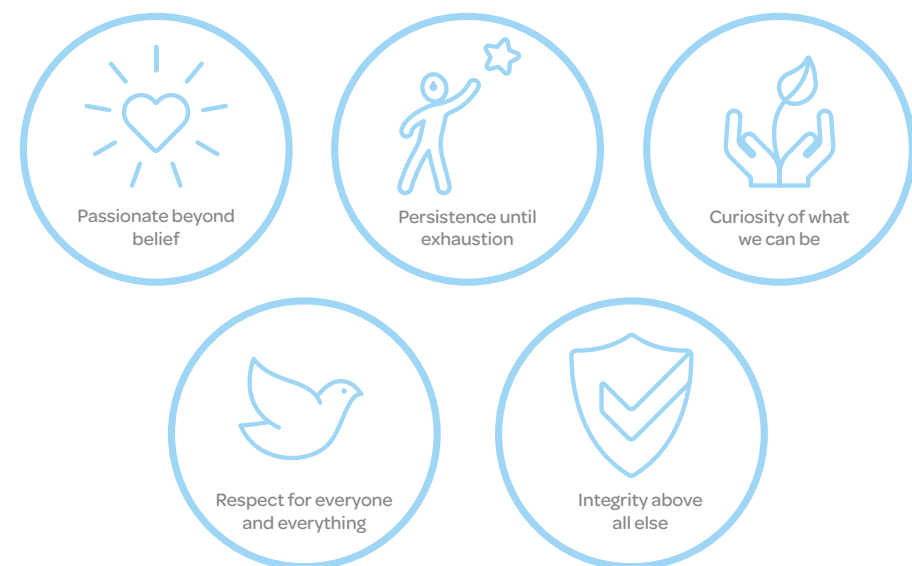 Passionate beyond
belief
Persistence until
exhaustion
Curiosity of what
we can be
Respect for everyone
and everything
Integrity above
all else